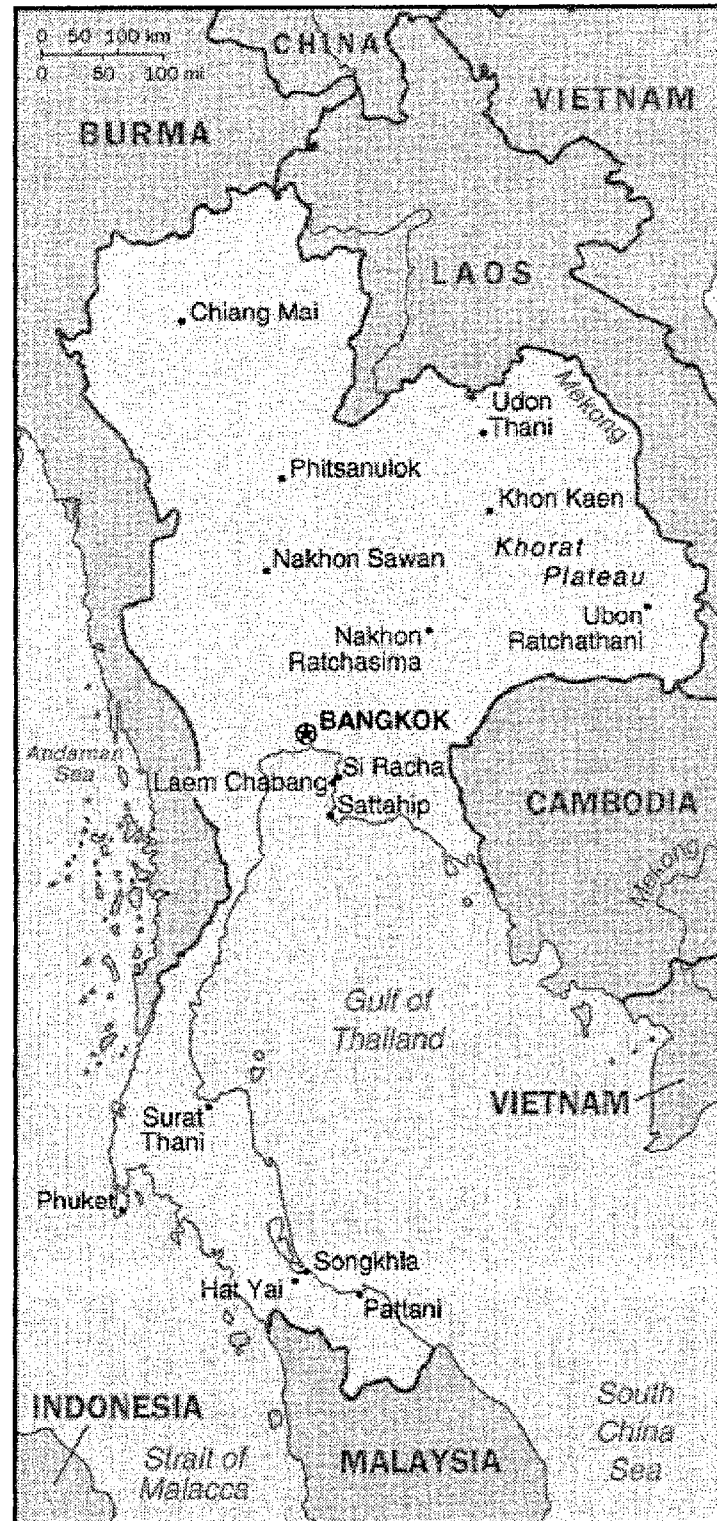 0 50 100 km
0 50 100 mi
CHINA
VIETNAM
BURMA
LAOS
Chiang Mai
Mekong
Udon
Thani
Phitsanulok
Khon Kaen
Khorat
Plateau
Nakhon Sawan
Ubon
Ratchathani
Nakhon
Ratchasima
BANGKOK
Andaman
Sea
Si Racha
Laem Chabang
Sattahip
CAMBODIA
Mekong
Gulf of
Thailand
VIETNAM
Surat
Thani
Phuket
Songkhla
Hat Yai
Pattani
INDONESIA
South
China
Sea
Strait of
Malacca
MALAYSIA